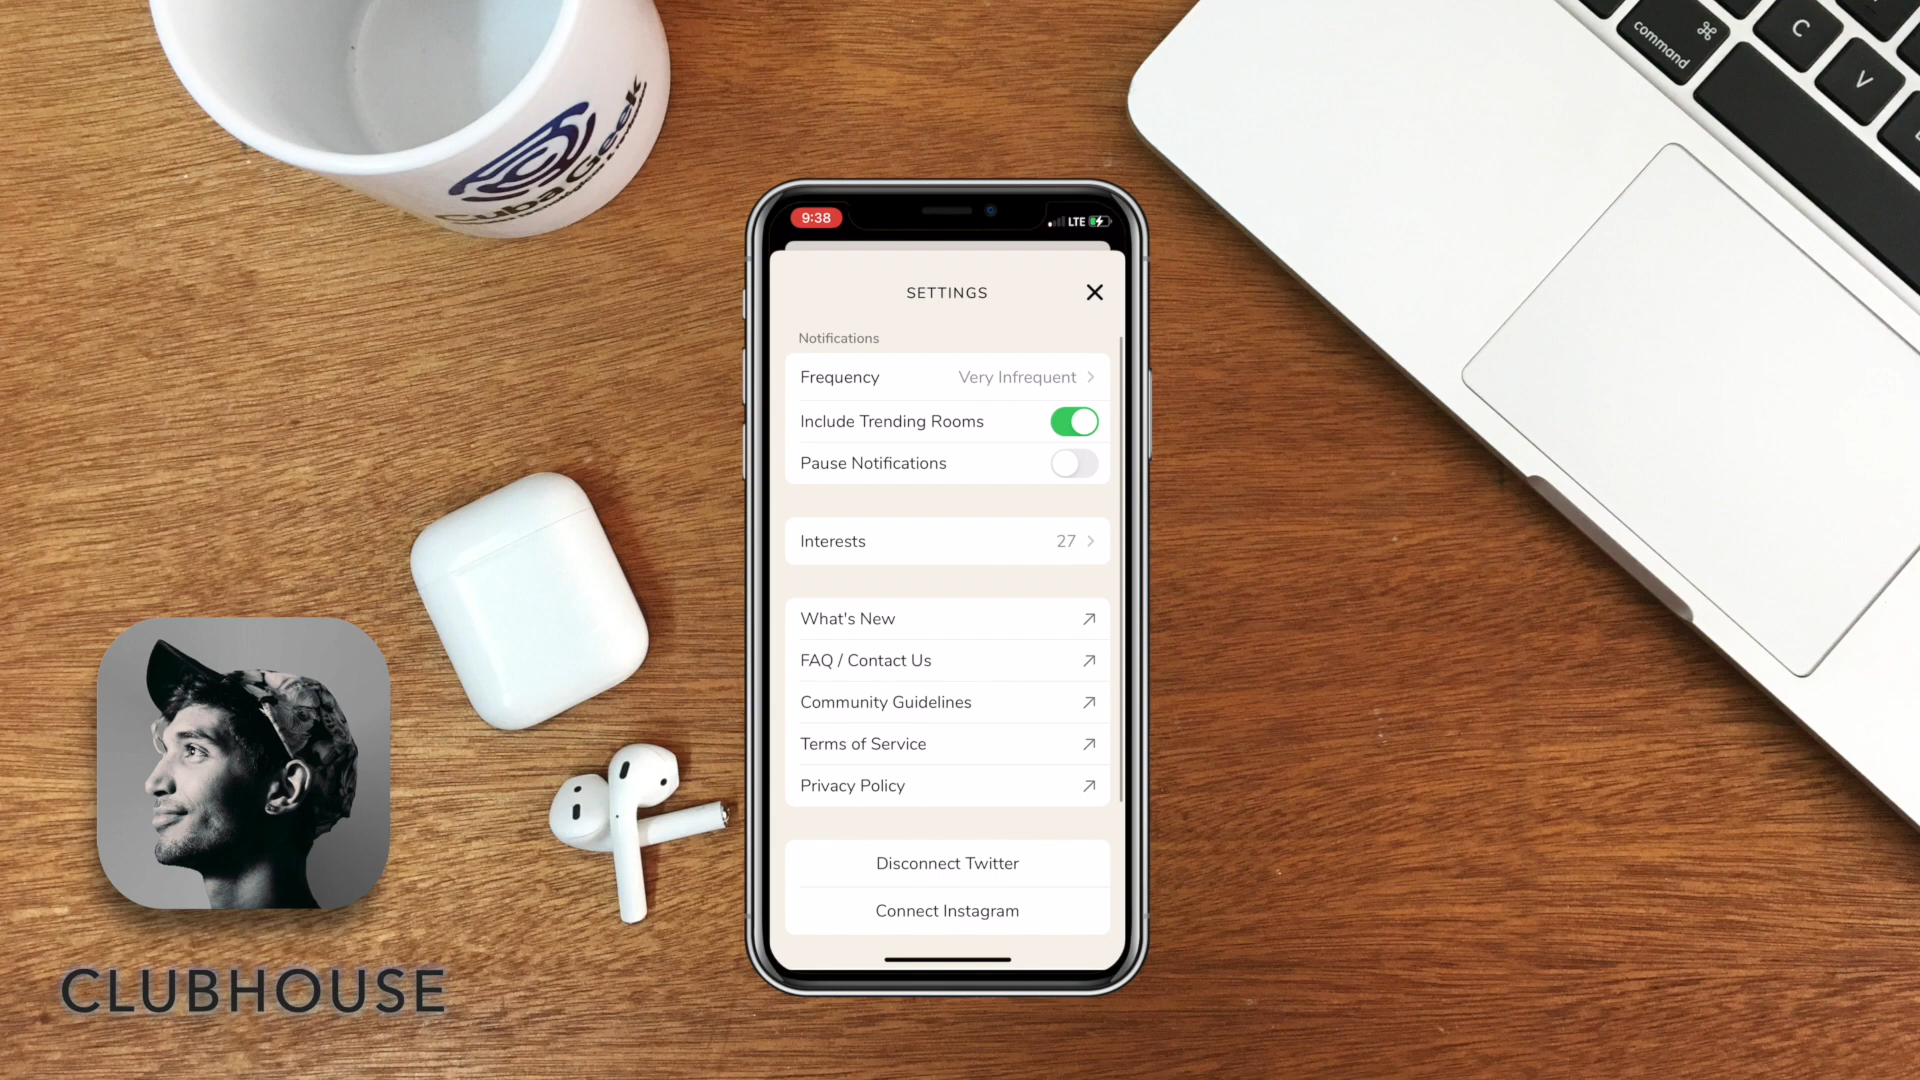 command
⌘
C
V
CubaGeek
9:38
LTE
SETTINGS
Notifications
Frequency
Very Infrequent
Include Trending Rooms
Pause Notifications
Interests
27
What's New
FAQ / Contact Us
Community Guidelines
Terms of Service
Privacy Policy
Disconnect Twitter
Connect Instagram
CLUBHOUSE